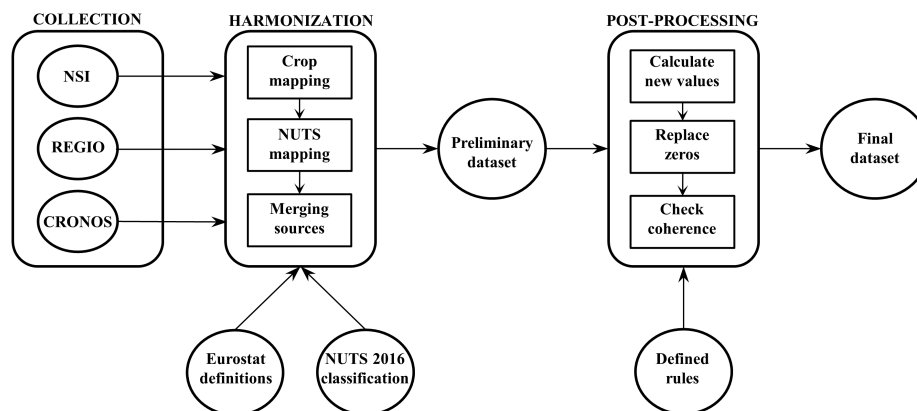 COLLECTION
NSI
REGIO
CRONOS
HARMONIZATION
Crop
mapping
NUTS
mapping
Merging
sources
Eurostat
definitions
NUTS 2016
classification
Preliminary
dataset
POST-PROCESSING
Calculate
new values
Replace
zeros
Check
coherence
Defined
rules
Final
dataset